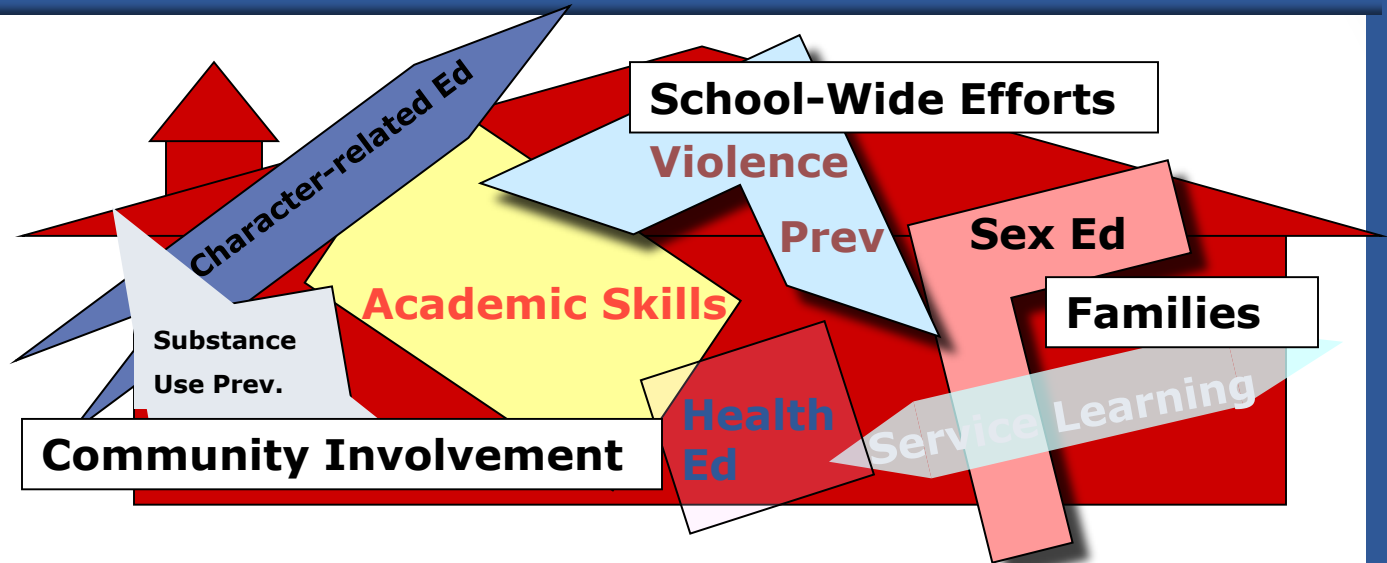 Character-related Ed
School-Wide Efforts
Violence
Prev
Sex Ed
Academic Skills
Families
Substance
Use Prev.
Health
Ed
Service Learning
Community Involvement